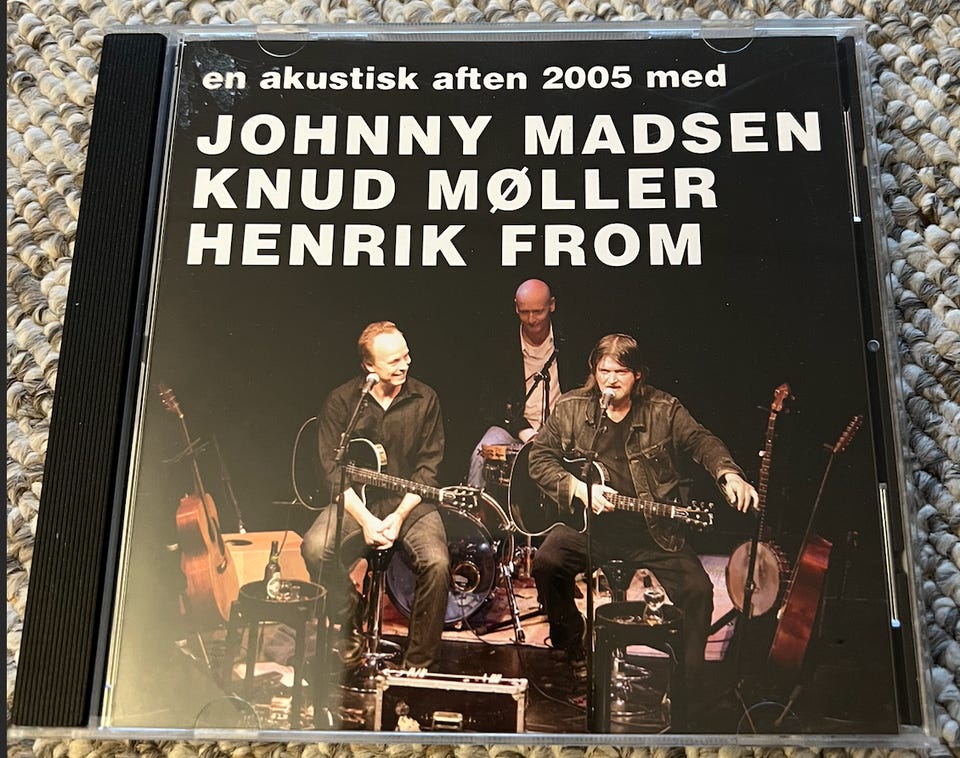 en akustisk aften 2005 med
JOHNNY MADSEN
KNUD MØLLER
HENRIK FROM